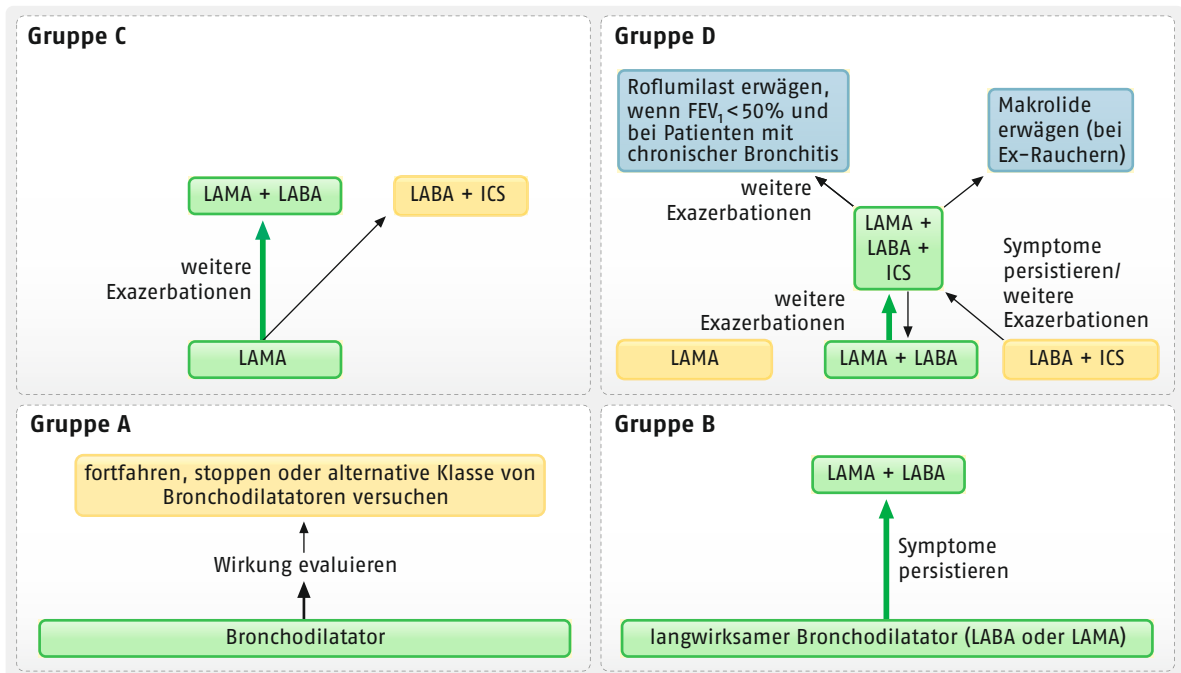 Gruppe C
LAMA + LABA
LABA + ICS
weitere
Exazerbationen
LAMA
Gruppe D
Roflumilast erwägen,
wenn FEV₁ < 50% und
bei Patienten mit
chronischer Bronchitis
Makrolide
erwägen (bei
Ex-Rauchern)
weitere
Exazerbationen
LAMA +
LABA +
ICS
Symptome
persistieren/
weitere
Exazerbationen
weitere
Exazerbationen
LAMA
LAMA + LABA
LABA + ICS
Gruppe A
fortfahren, stoppen oder alternative Klasse von
Bronchodilatatoren versuchen
Wirkung evaluieren
Bronchodilatator
Gruppe B
LAMA + LABA
Symptome
persistieren
langwirksamer Bronchodilatator (LABA oder LAMA)